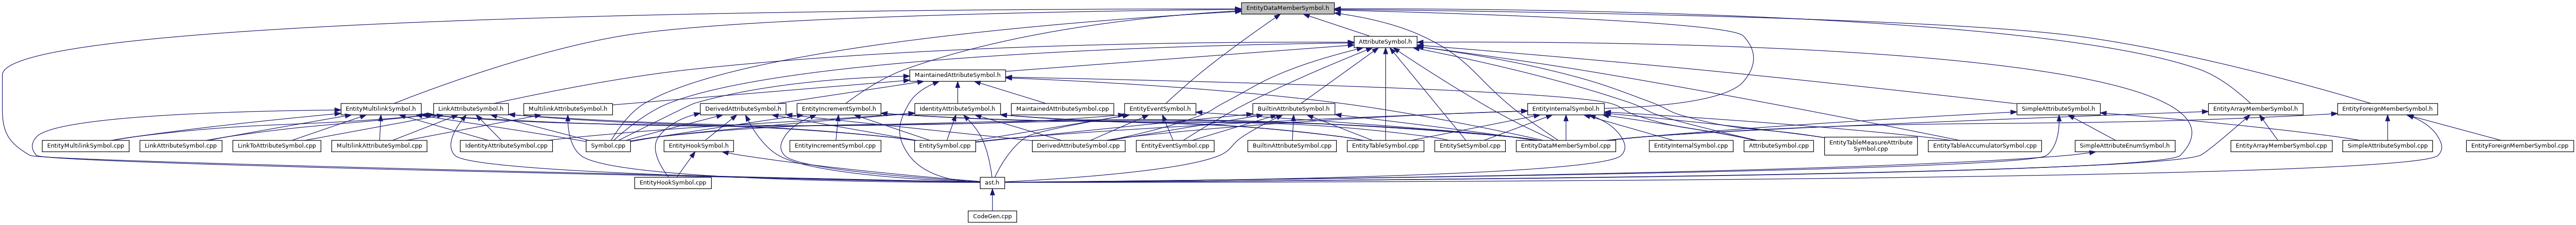 EntityDataMemberSymbol.h
AttributeSymbol.h
MaintainedAttributeSymbol.h
EntityMultilinkSymbol.h
LinkAttributeSymbol.h
MultilinkAttributeSymbol.h
DerivedAttributeSymbol.h
EntityIncrementSymbol.h
IdentityAttributeSymbol.h
MaintainedAttributeSymbol.cpp
EntityEventSymbol.h
BuiltinAttributeSymbol.h
EntityInternalSymbol.h
SimpleAttributeSymbol.h
EntityArrayMemberSymbol.h
EntityForeignMemberSymbol.h
EntityMultilinkSymbol.cpp
LinkAttributeSymbol.cpp
LinkToAttributeSymbol.cpp
MultilinkAttributeSymbol.cpp
IdentityAttributeSymbol.cpp
Symbol.cpp
EntityHookSymbol.h
EntityIncrementSymbol.cpp
EntitySymbol.cpp
DerivedAttributeSymbol.cpp
EntityEventSymbol.cpp
BuiltinAttributeSymbol.cpp
EntityTableSymbol.cpp
EntitySetSymbol.cpp
EntityDataMemberSymbol.cpp
EntityInternalSymbol.cpp
AttributeSymbol.cpp
EntityTableMeasureAttribute
Symbol.cpp
EntityTableAccumulatorSymbol.cpp
SimpleAttributeEnumSymbol.h
EntityArrayMemberSymbol.cpp
SimpleAttributeSymbol.cpp
EntityForeignMemberSymbol.cpp
EntityHookSymbol.cpp
ast.h
CodeGen.cpp